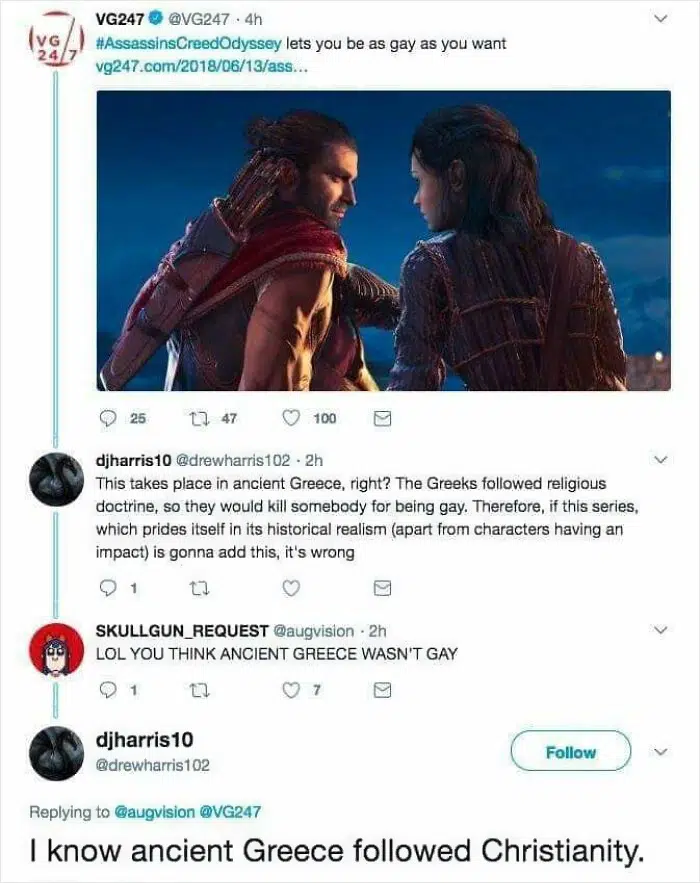 VG
24/7
VG247 @VG247 · 4h
#AssassinsCreedOdyssey lets you be as gay as you want
vg247.com/2018/06/13/ass...
25 47 100
djharris10 @drewharris102 · 2h
This takes place in ancient Greece, right? The Greeks followed religious
doctrine, so they would kill somebody for being gay. Therefore, if this series,
which prides itself in its historical realism (apart from characters having an
impact) is gonna add this, it's wrong
1
SKULLGUN_REQUEST @augvision · 2h
LOL YOU THINK ANCIENT GREECE WASN'T GAY
1 7
djharris10
@drewharris102
Follow
Replying to @augvision @VG247
I know ancient Greece followed Christianity.